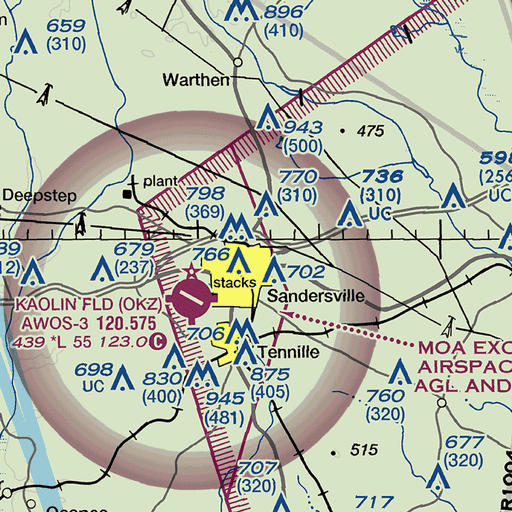 896
(410)
659
(310)
Warthen
943
(500)
475
Deepstep
plant
798
(369)
770
(310)
736
(310)
UC
598
(256
UC
679
(237)
39
12)
766
stacks
702
KAOLIN FLD (OKZ)
AWOS-3 120.575
439 *L 55 123.0 C
Sandersville
706
Tennille
MOA EXC
AIRSPAC
AGL AND
698
UC
830
(400)
875
(405)
945
(481)
760
(320)
515
677
(320)
707
(320)
717
R1004